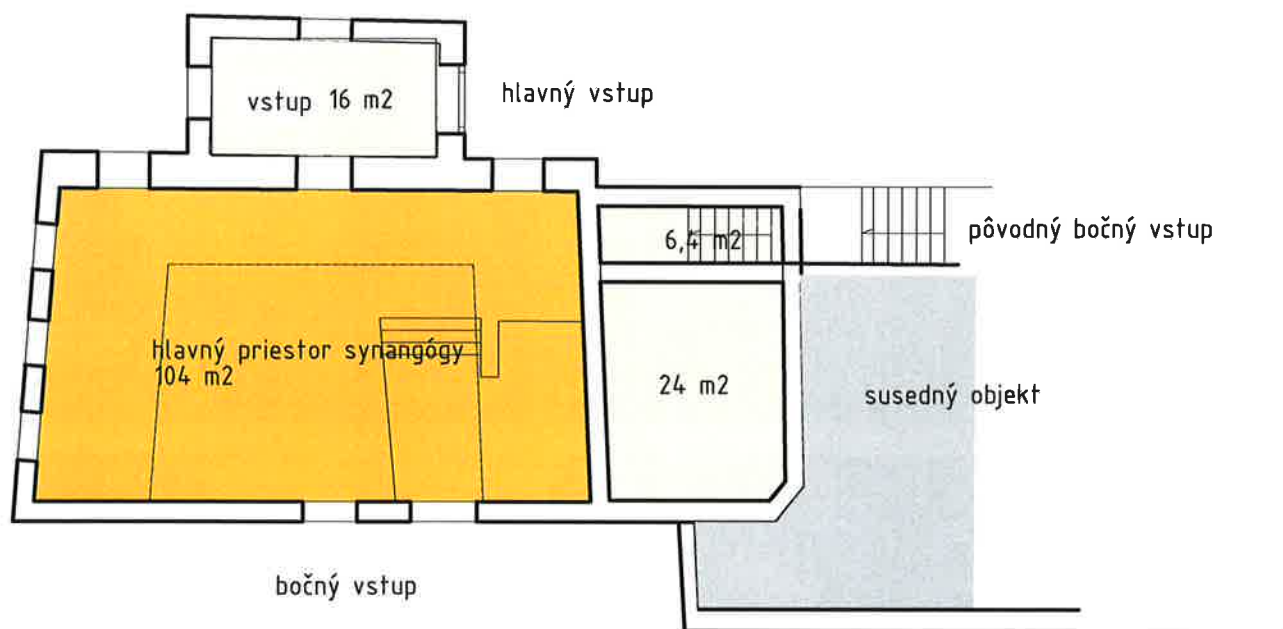 vstup 16 m2
hlavný vstup
6,4 m2
pôvodný bočný vstup
hlavný priestor synangógy
104 m2
24 m2
susedný objekt
bočný vstup